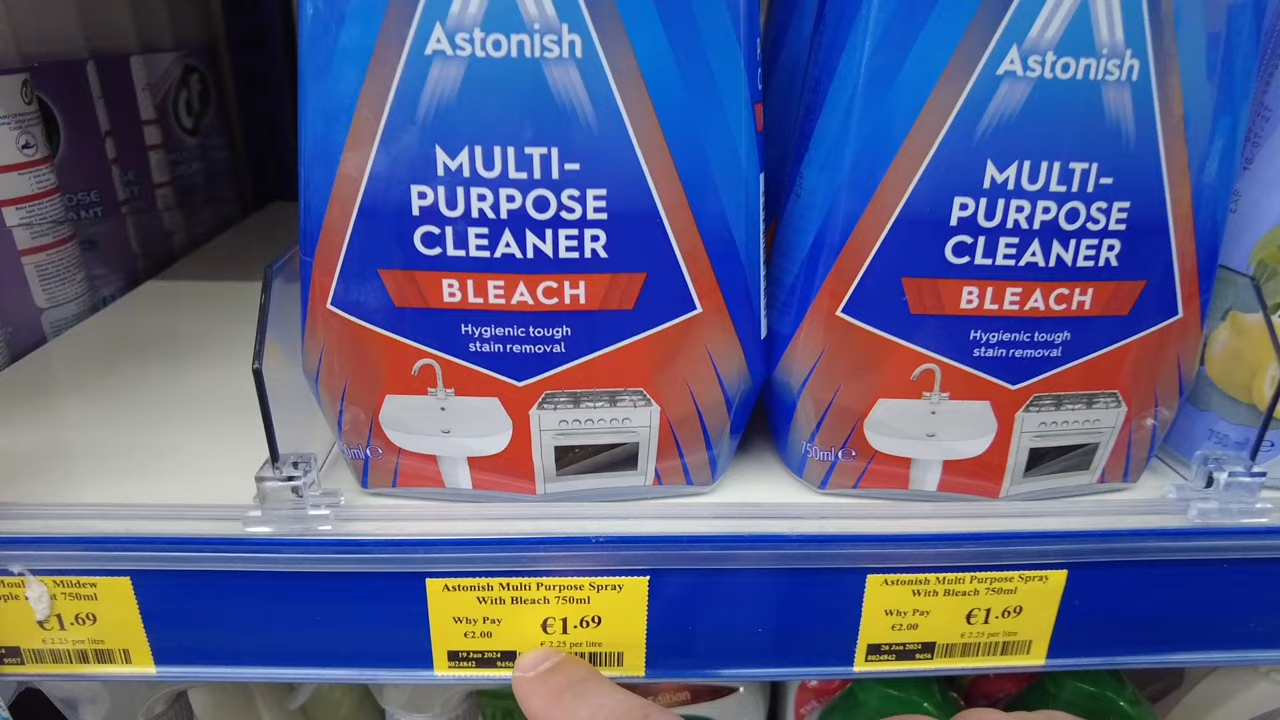 Astonish
MULTI-
PURPOSE
CLEANER
BLEACH
Hygienic tough
stain removal
Astonish
MULTI-
PURPOSE
CLEANER
BLEACH
Hygienic tough
stain removal
750ml e
750ml
Mildew
750ml
€1.69
€ 2.25 per litre
9557
Astonish Multi Purpose Spray
With Bleach 750ml
Why Pay
€2.00
€1.69
€ 2.25 per litre
19 Jan 2024
8024842 9456
Astonish Multi Purpose Spray
With Bleach 750ml
Why Pay
€2.00
€1.69
€ 2.25 per litre
26 Jan 2024
8024842 9456